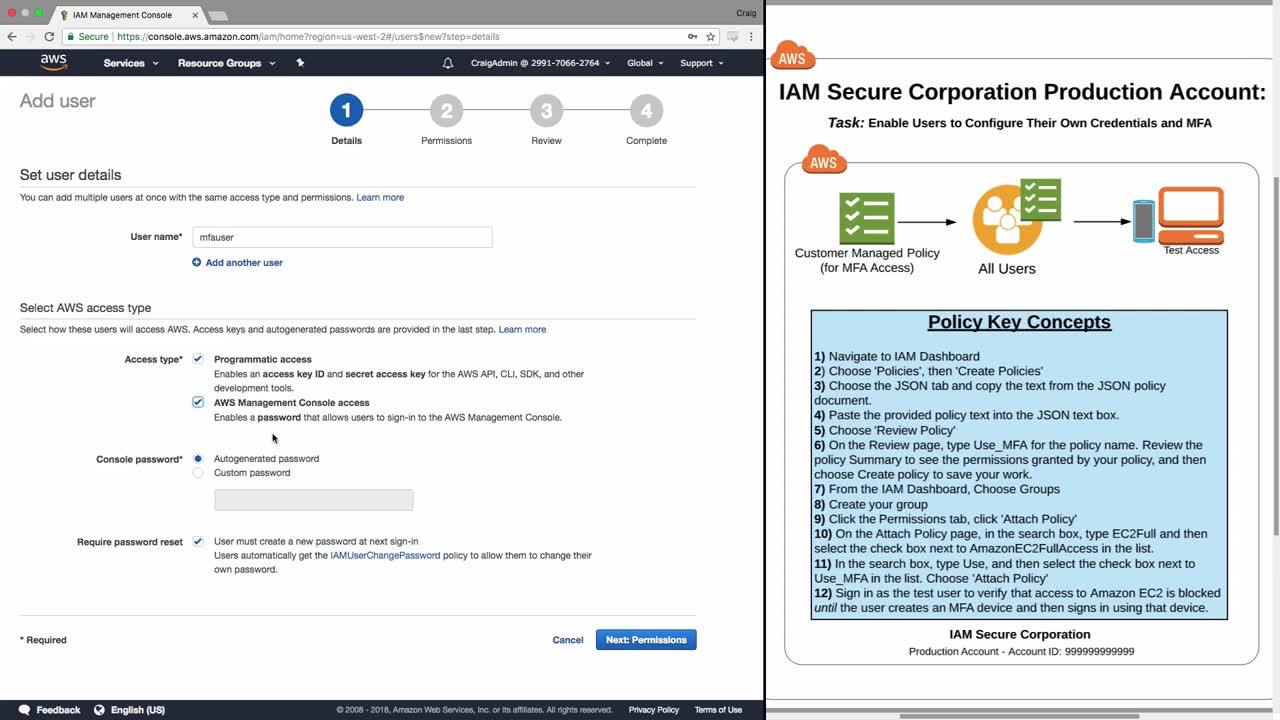 IAM Management Console
Craig
Secure
https://console.aws.amazon.com/iam/home?region=us-west-2#/users$new?step=details
aws
Services
Resource Groups
CraigAdmin @ 2991-7066-2764
Global
Support
Add user
1
2
3
4
Details
Permissions
Review
Complete
Set user details
You can add multiple users at once with the same access type and permissions. Learn more
User name*
mfauser
Add another user
Select AWS access type
Select how these users will access AWS. Access keys and autogenerated passwords are provided in the last step. Learn more
Access type*
Programmatic access
Enables an access key ID and secret access key for the AWS API, CLI, SDK, and other
development tools.
AWS Management Console access
Enables a password that allows users to sign-in to the AWS Management Console.
Console password*
Autogenerated password
Custom password
Require password reset
User must create a new password at next sign-in
Users automatically get the IAMUserChangePassword policy to allow them to change their
own password.
* Required
Cancel
Next: Permissions
Feedback
English (US)
© 2008 - 2018, Amazon Web Services, Inc. or its affiliates. All rights reserved.
Privacy Policy
Terms of Use
AWS
IAM Secure Corporation Production Account:
Task: Enable Users to Configure Their Own Credentials and MFA
AWS
Customer Managed Policy
(for MFA Access)
All Users
Test Access
Policy Key Concepts
1) Navigate to IAM Dashboard
2) Choose 'Policies', then 'Create Policies'
3) Choose the JSON tab and copy the text from the JSON policy
document.
4) Paste the provided policy text into the JSON text box.
5) Choose 'Review Policy'
6) On the Review page, type Use_MFA for the policy name. Review the
policy Summary to see the permissions granted by your policy, and then
choose Create policy to save your work.
7) From the IAM Dashboard, Choose Groups
8) Create your group
9) Click the Permissions tab, click 'Attach Policy'
10) On the Attach Policy page, in the search box, type EC2Full and then
select the check box next to AmazonEC2FullAccess in the list.
11) In the search box, type Use, and then select the check box next to
Use_MFA in the list. Choose 'Attach Policy'
12) Sign in as the test user to verify that access to Amazon EC2 is blocked
until the user creates an MFA device and then signs in using that device.
IAM Secure Corporation
Production Account - Account ID: 999999999999